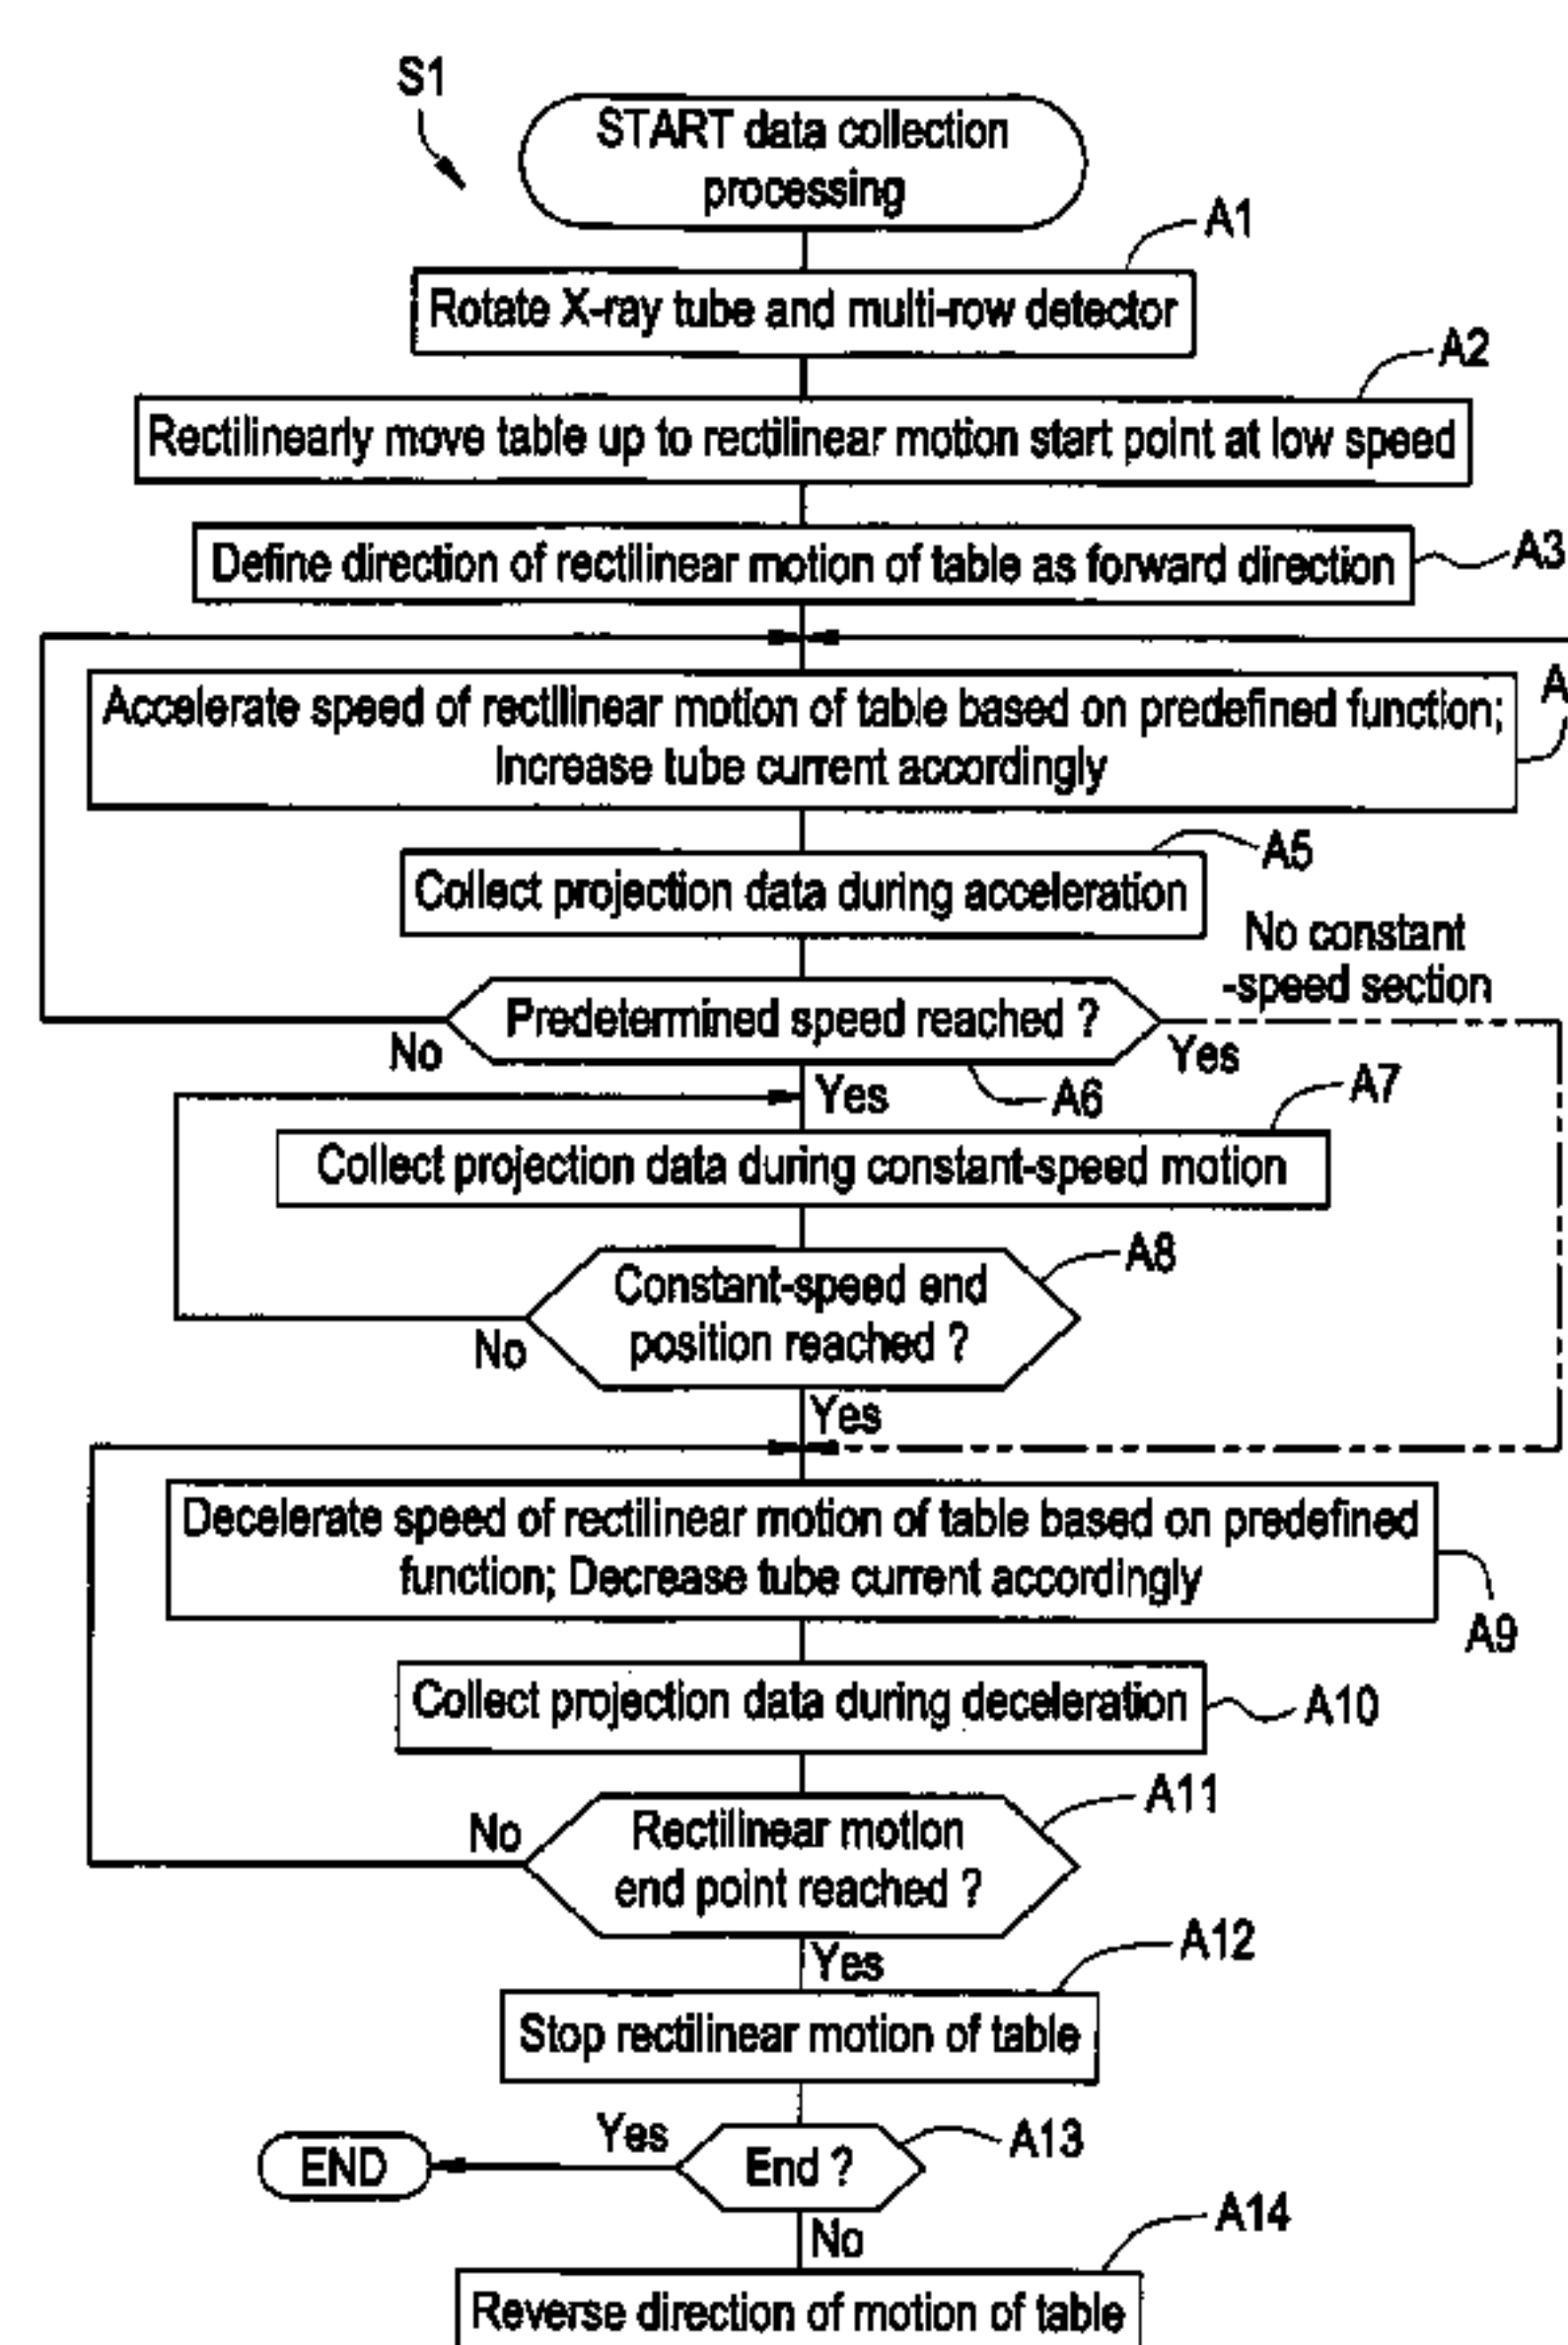 S1
START data collection
processing
A1
Rotate X-ray tube and multi-row detector
A2
Rectilinearly move table up to rectilinear motion start point at low speed
Define direction of rectilinear motion of table as forward direction
A3
A
Accelerate speed of rectilinear motion of table based on predefined function;
Increase tube current accordingly
A5
Collect projection data during acceleration
No constant
-speed section
Predetermined speed reached ?
No
Yes
Yes
A6
A7
Collect projection data during constant-speed motion
A8
Constant-speed end
position reached ?
No
Yes
Decelerate speed of rectilinear motion of table based on predefined
function; Decrease tube current accordingly
A9
Collect projection data during deceleration
A10
A11
No
Rectilinear motion
end point reached ?
Yes
A12
Stop rectilinear motion of table
Yes
A13
END
End ?
No
A14
Reverse direction of motion of table